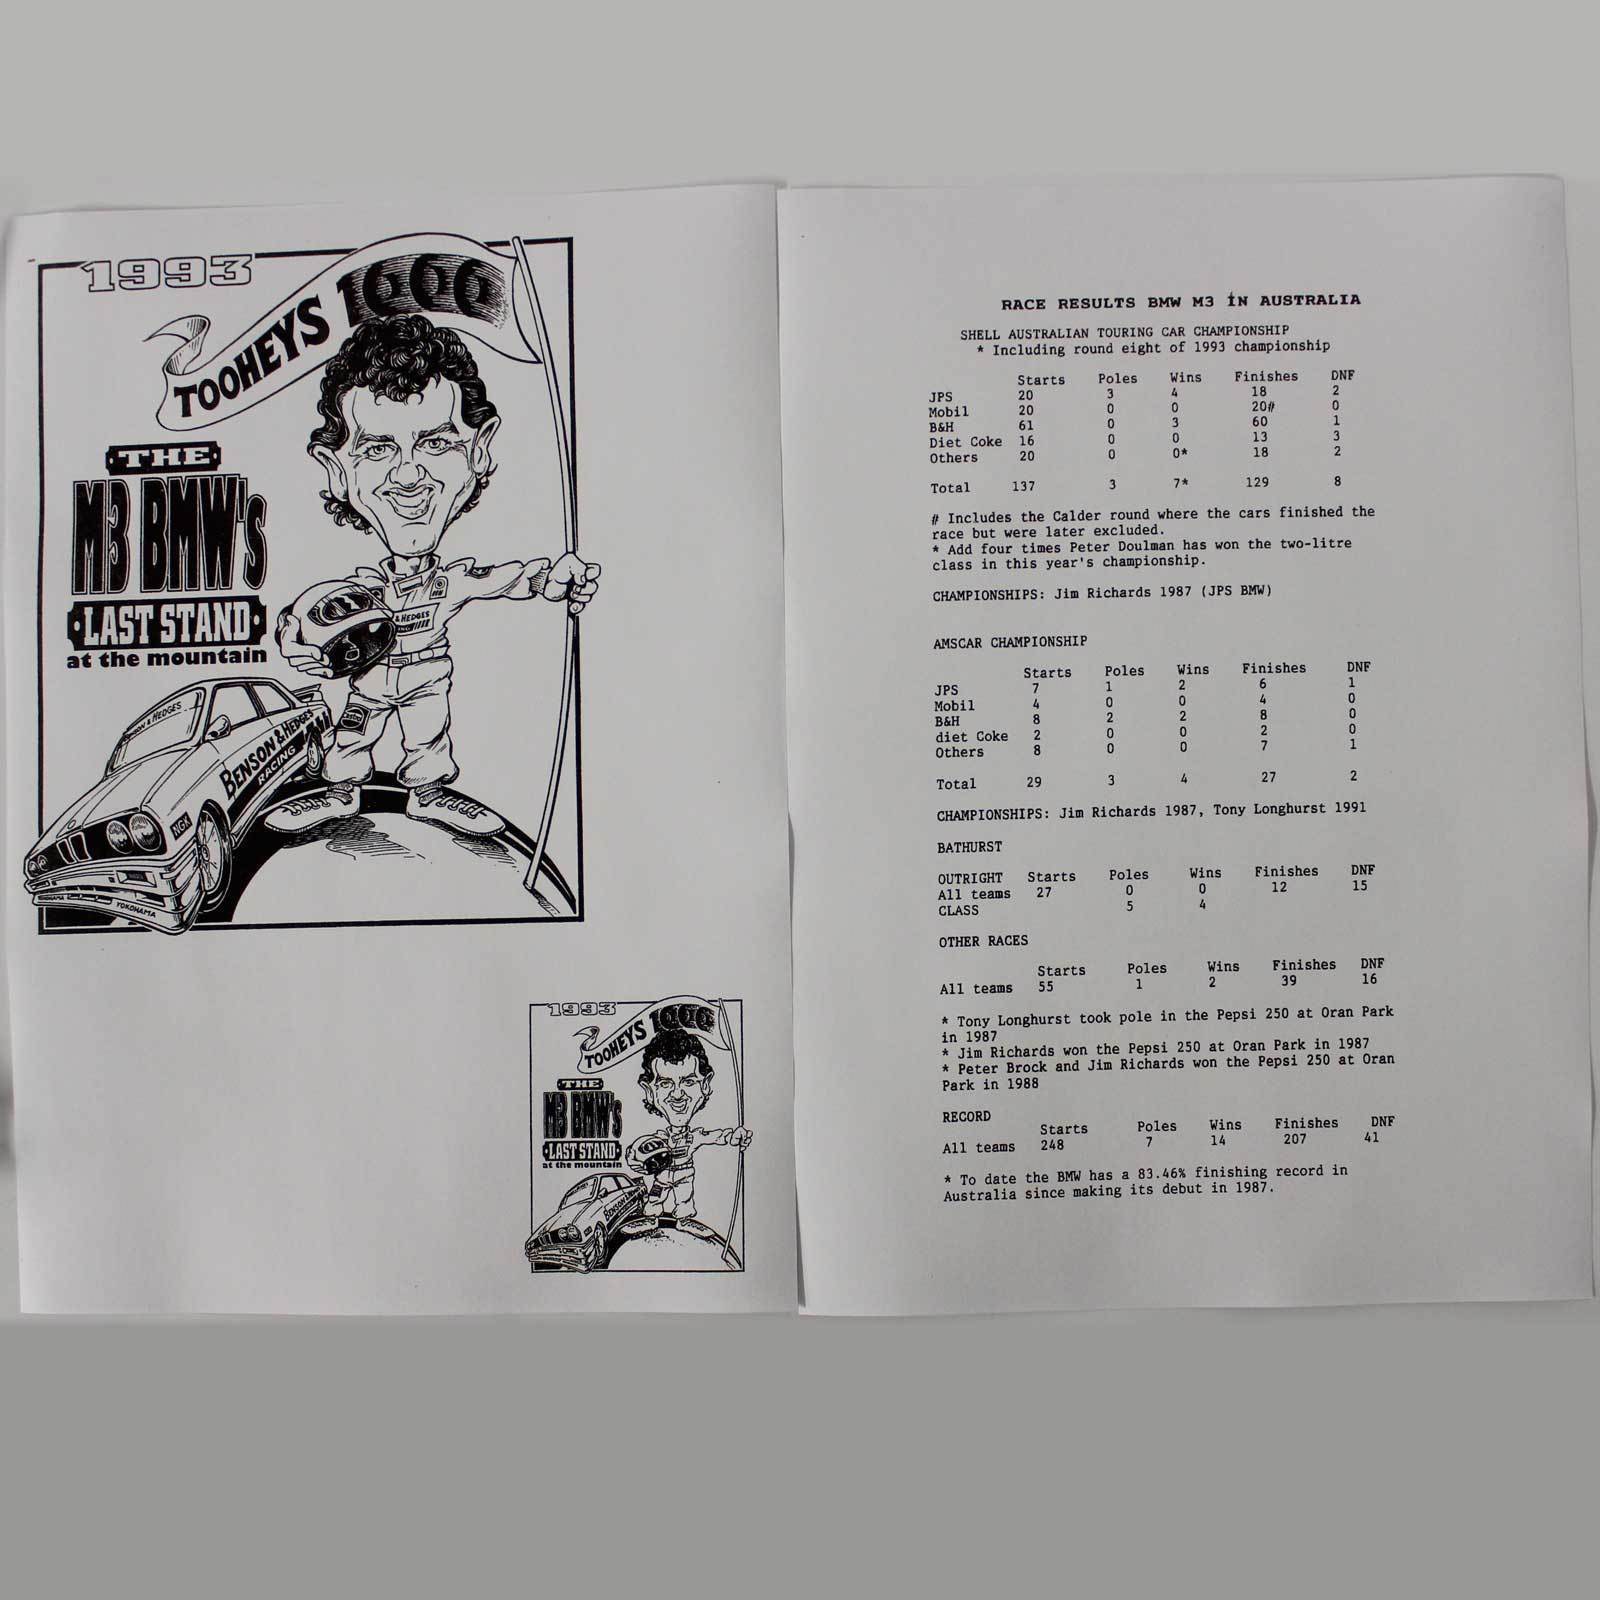 1993
TOOHEYS 1000
THE
M3 BMW's
LAST STAND
at the mountain
& HEDGES
Castrol
& HEDGES
BENSON & HEDGES
RACING
NGK
YOKOHAMA
YOKOHAMA
1993
TOOHEYS 1000
THE
M3 BMW's
LAST STAND
at the mountain
BENSON & HEDGES
RACE RESULTS BMW M3 IN AUSTRALIA
SHELL AUSTRALIAN TOURING CAR CHAMPIONSHIP
* Including round eight of 1993 championship
Starts Poles Wins Finishes DNF
JPS 20 3 4 18 2
Mobil 20 0 0 20# 0
B&H 61 0 3 60 1
Diet Coke 16 0 0 13 3
Others 20 0 0* 18 2
Total 137 3 7* 129 8
# Includes the Calder round where the cars finished the
race but were later excluded.
* Add four times Peter Doulman has won the two-litre
class in this year's championship.
CHAMPIONSHIPS: Jim Richards 1987 (JPS BMW)
AMSCAR CHAMPIONSHIP
Starts Poles Wins Finishes DNF
JPS 7 1 2 6 1
Mobil 4 0 0 4 0
B&H 8 2 2 8 0
diet Coke 2 0 0 2 0
Others 8 0 0 7 1
Total 29 3 4 27 2
CHAMPIONSHIPS: Jim Richards 1987, Tony Longhurst 1991
BATHURST
OUTRIGHT Starts Poles Wins Finishes DNF
All teams 27 0 0 12 15
CLASS 5 4
OTHER RACES
Starts Poles Wins Finishes DNF
All teams 55 1 2 39 16
* Tony Longhurst took pole in the Pepsi 250 at Oran Park
in 1987
* Jim Richards won the Pepsi 250 at Oran Park in 1987
* Peter Brock and Jim Richards won the Pepsi 250 at Oran
Park in 1988
RECORD
Starts Poles Wins Finishes DNF
All teams 248 7 14 207 41
* To date the BMW has a 83.46% finishing record in
Australia since making its debut in 1987.